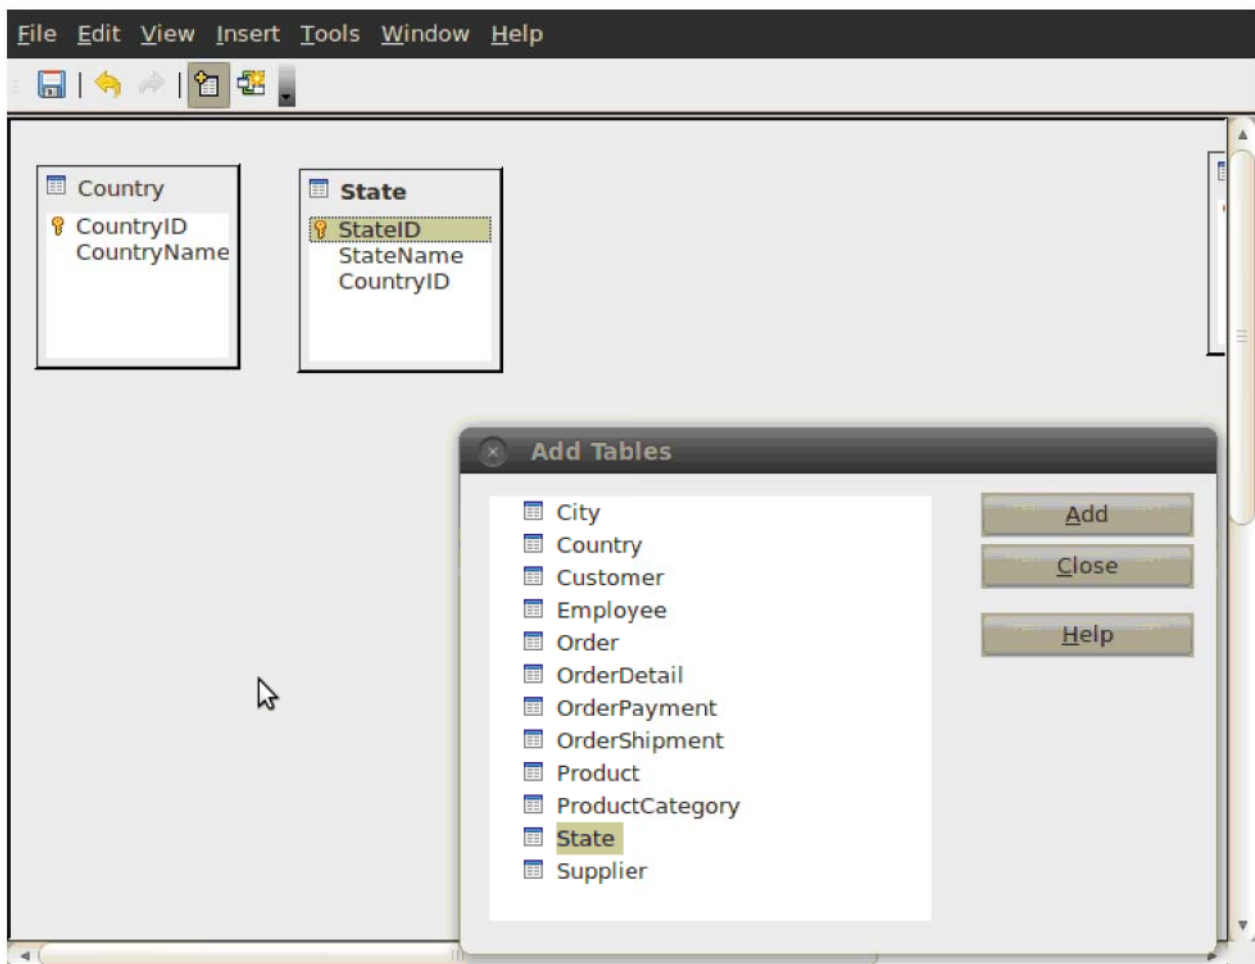 File Edit View Insert Tools Window Help
Country
CountryID
CountryName
State
StateID
StateName
CountryID
Add Tables
City
Country
Customer
Employee
Order
OrderDetail
OrderPayment
OrderShipment
Product
ProductCategory
State
Supplier
Add
Close
Help